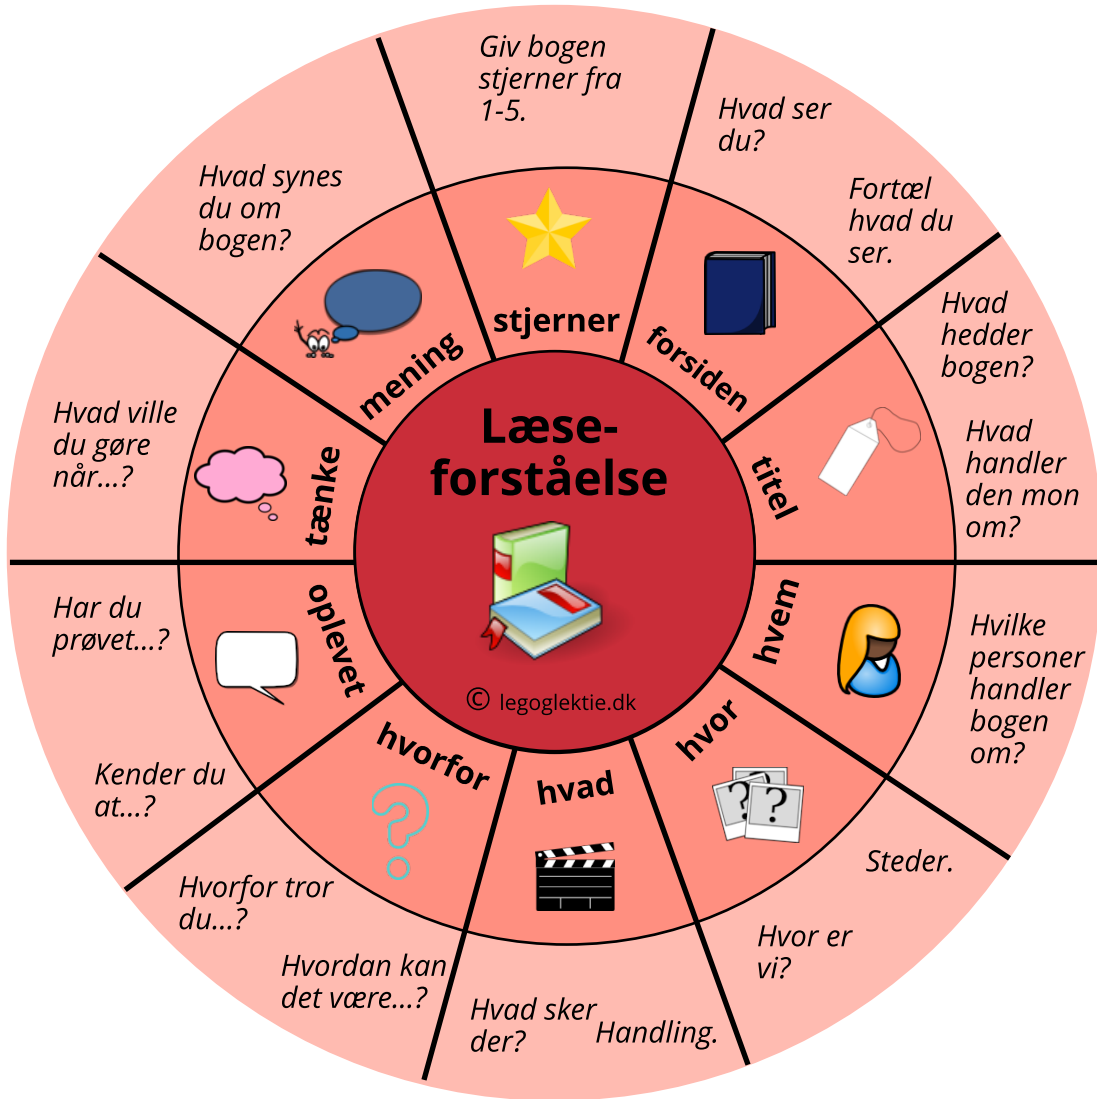 Læse-
forståelse
© legoglektie.dk
stjerner
Giv bogen
stjerner fra
1-5.
forsiden
Hvad ser
du?
Fortæl
hvad du
ser.
titel
Hvad
hedder
bogen?
Hvad
handler
den mon
om?
hvem
Hvilke
personer
handler
bogen
om?
hvor
Steder.
Hvor er
vi?
?
?
hvad
Hvad sker
der?
Handling.
hvorfor
?
Hvorfor tror
du...?
Hvordan kan
det være...?
oplevet
Har du
prøvet...?
Kender du
at...?
tænke
Hvad ville
du gøre
når...?
mening
Hvad synes
du om
bogen?